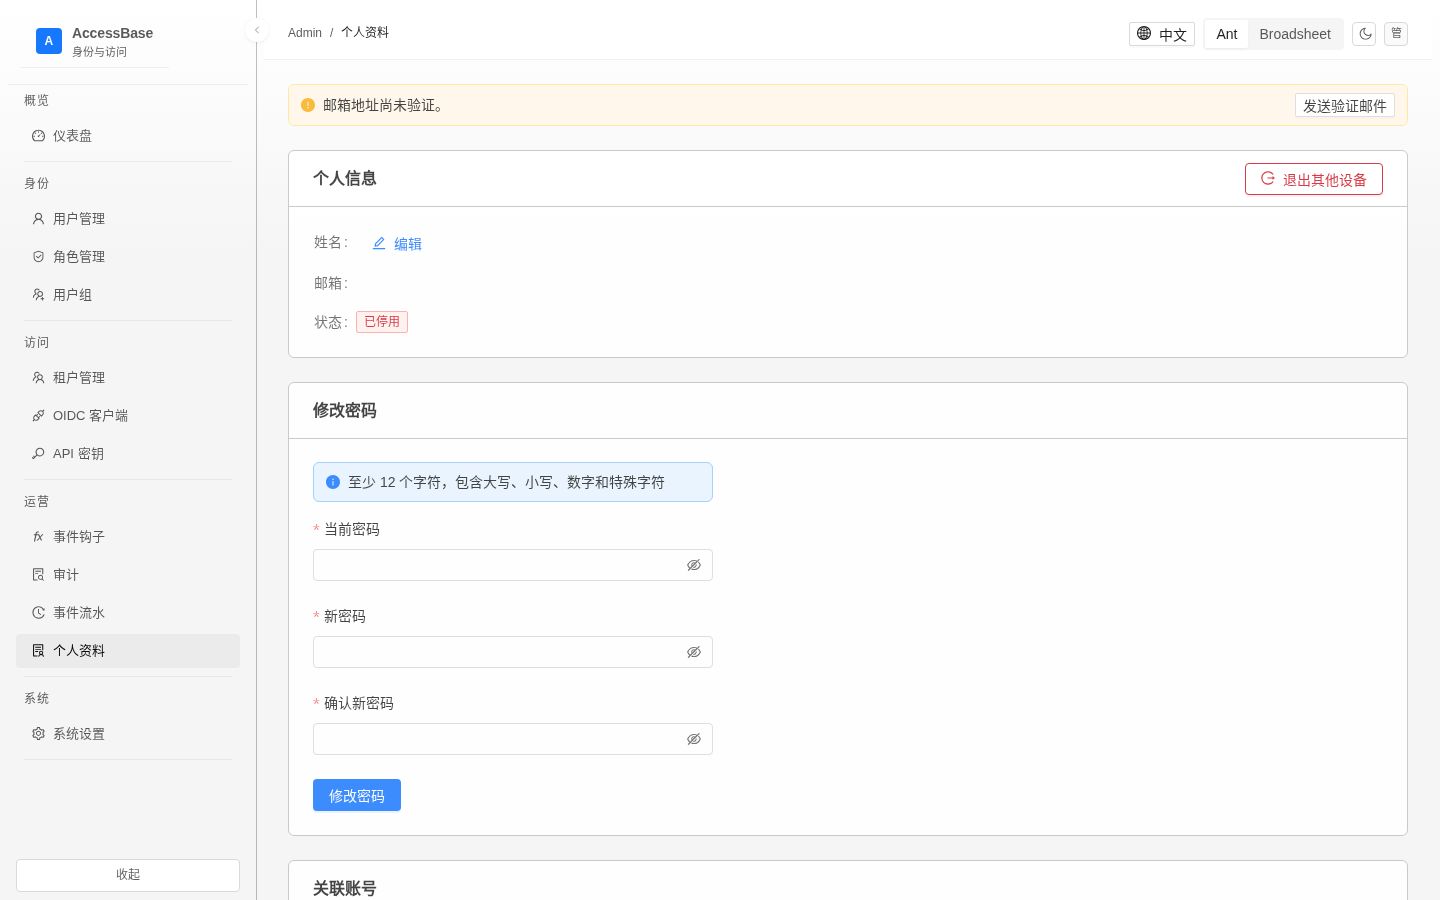 A
AccessBase
身份与访问
概览
仪表盘
身份
用户管理
角色管理
用户组
访问
租户管理
OIDC 客户端
API 密钥
运营
fx 事件钩子
审计
事件流水
个人资料
系统
系统设置
收起
Admin / 个人资料
中文
Ant
Broadsheet
管
邮箱地址尚未验证。
发送验证邮件
个人信息
退出其他设备
姓名：
编辑
邮箱：
状态：
已停用
修改密码
至少 12 个字符，包含大写、小写、数字和特殊字符
* 当前密码
* 新密码
* 确认新密码
修改密码
关联账号